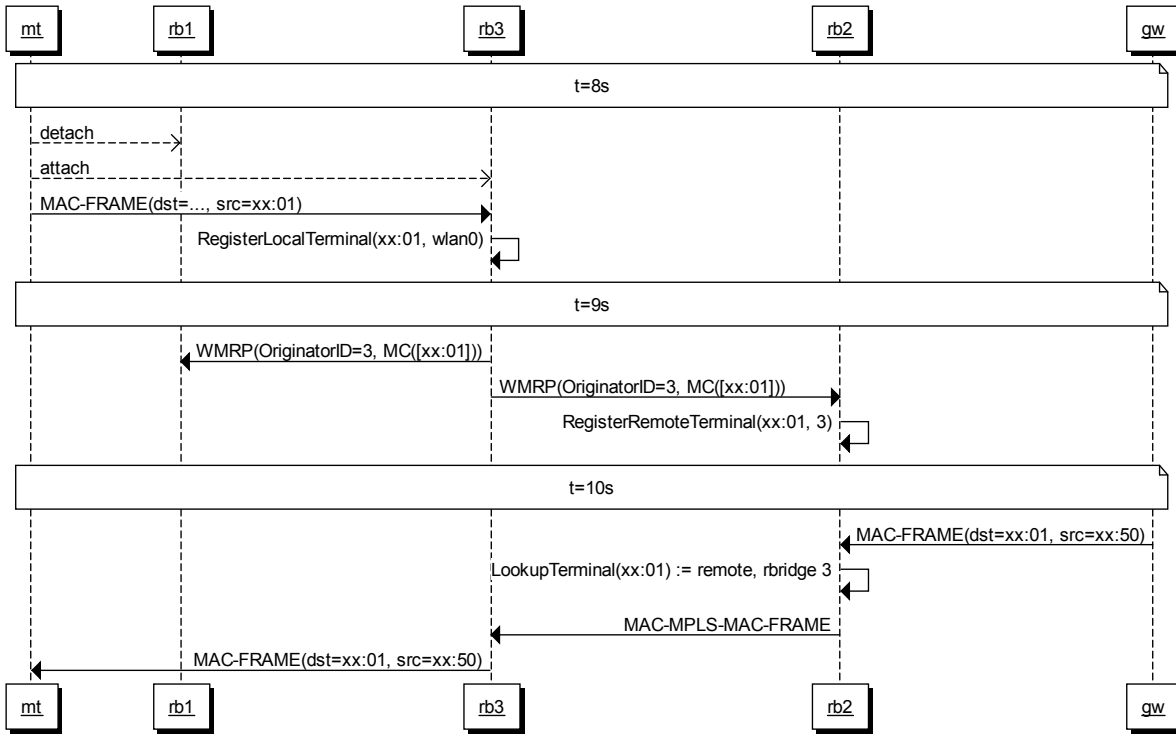 mt rb1 rb3 rb2 gw
t=8s
detach
attach
MAC-FRAME(dst=..., src=xx:01)
RegisterLocalTerminal(xx:01, wlan0)
t=9s
WMRP(OriginatorID=3, MC([xx:01]))
WMRP(OriginatorID=3, MC([xx:01]))
RegisterRemoteTerminal(xx:01, 3)
t=10s
MAC-FRAME(dst=xx:01, src=xx:50)
LookupTerminal(xx:01) := remote, rbridge 3
MAC-MPLS-MAC-FRAME
MAC-FRAME(dst=xx:01, src=xx:50)
mt rb1 rb3 rb2 gw